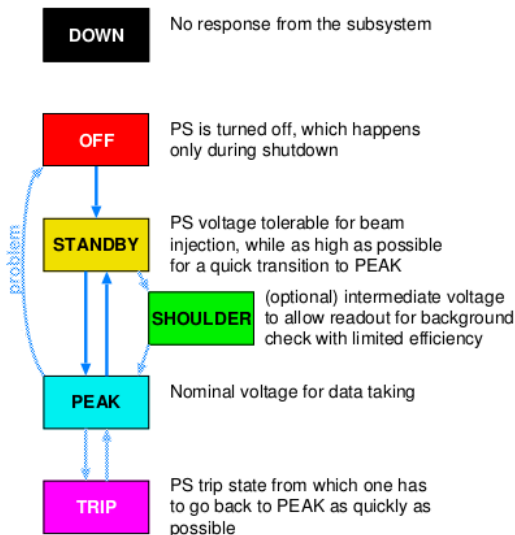 DOWN
No response from the subsystem
OFF
PS is turned off, which happens
only during shutdown
problem
STANDBY
PS voltage tolerable for beam
injection, while as high as possible
for a quick transition to PEAK
SHOULDER
(optional) intermediate voltage
to allow readout for background
check with limited efficiency
PEAK
Nominal voltage for data taking
TRIP
PS trip state from which one has
to go back to PEAK as quickly as
possible